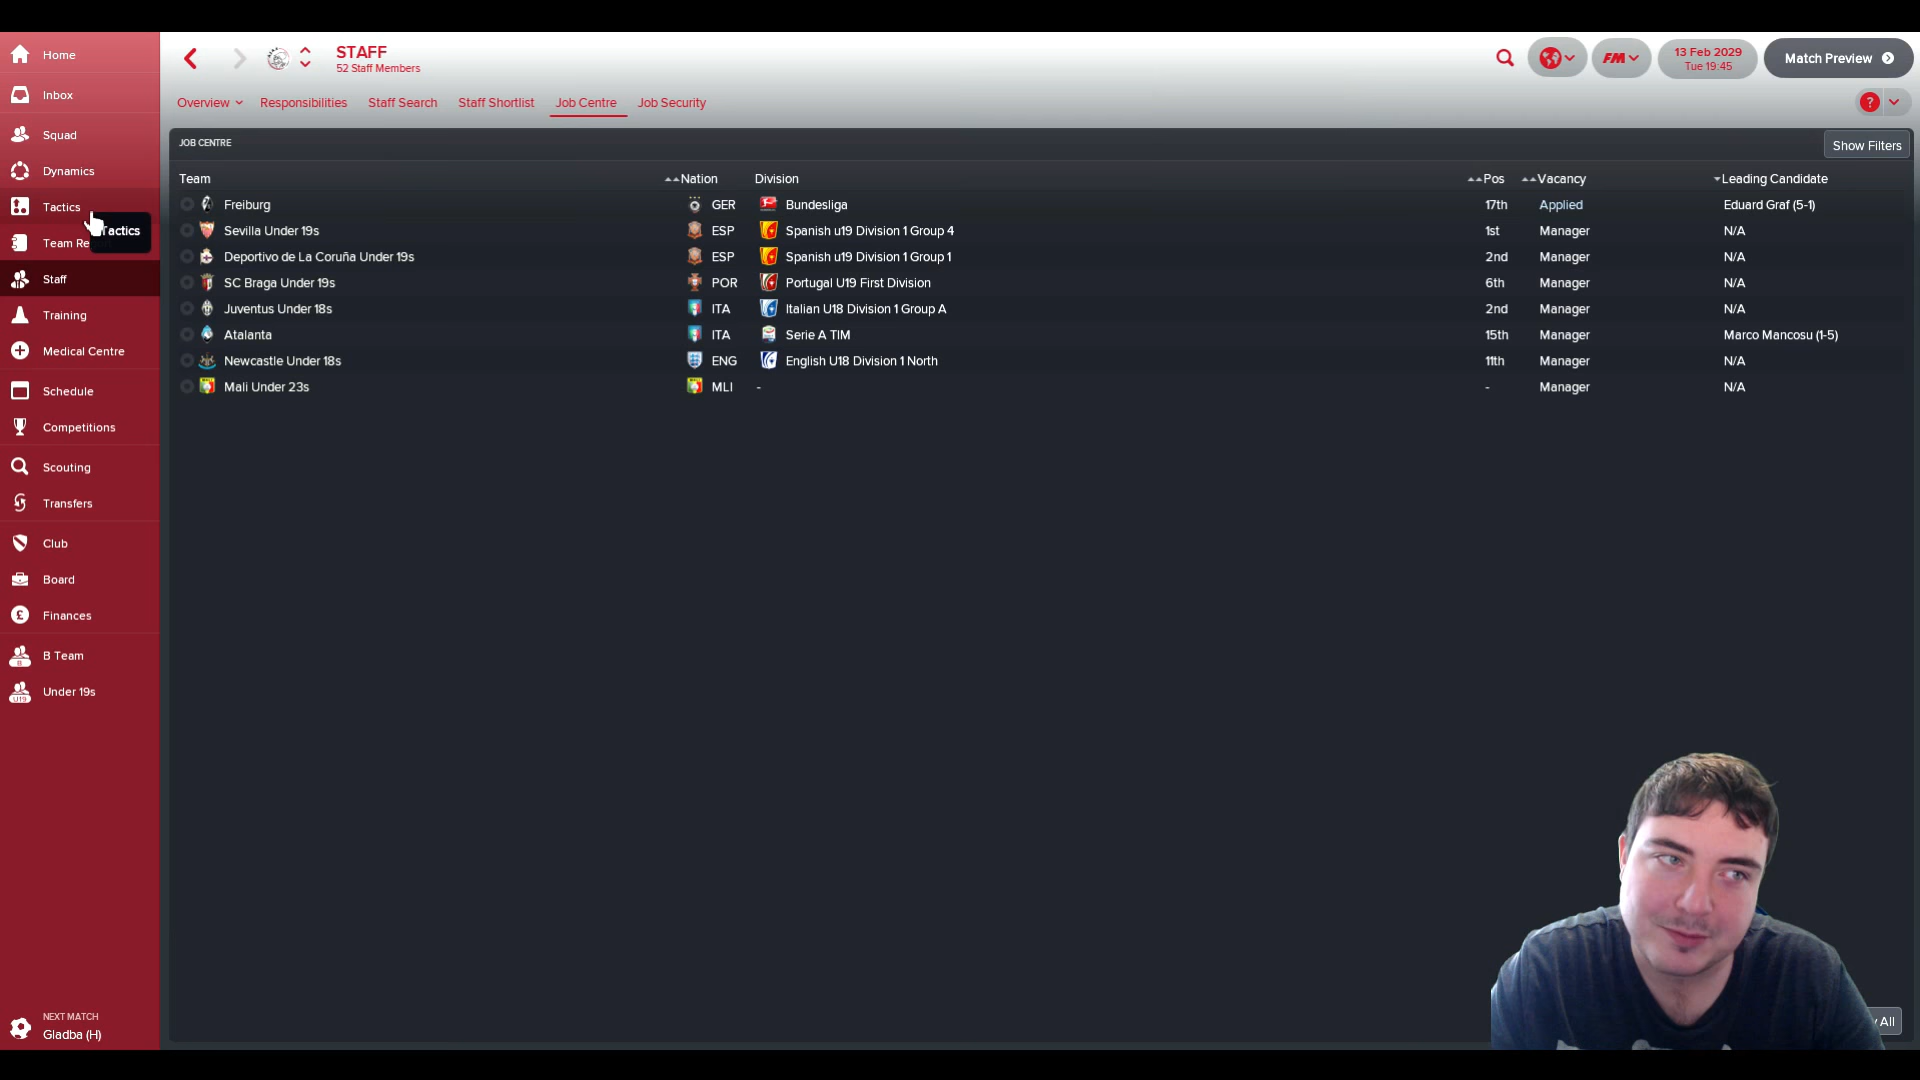 Home
Inbox
Squad
Dynamics
Tactics
Tactics
Team Re
Staff
Training
Medical Centre
Schedule
Competitions
Scouting
Transfers
Club
Board
Finances
B Team
Under 19s
NEXT MATCH
Gladba (H)
STAFF
52 Staff Members
FM
13 Feb 2029
Tue 19:45
Match Preview
Overview Responsibilities Staff Search Staff Shortlist Job Centre Job Security
?
JOB CENTRE
Show Filters
Team Nation Division Pos Vacancy Leading Candidate
Freiburg GER Bundesliga 17th Applied Eduard Graf (5-1)
Sevilla Under 19s ESP Spanish u19 Division 1 Group 4 1st Manager N/A
Deportivo de La Coruña Under 19s ESP Spanish u19 Division 1 Group 1 2nd Manager N/A
SC Braga Under 19s POR Portugal U19 First Division 6th Manager N/A
Juventus Under 18s ITA Italian U18 Division 1 Group A 2nd Manager N/A
Atalanta ITA Serie A TIM 15th Manager Marco Mancosu (1-5)
Newcastle Under 18s ENG English U18 Division 1 North 11th Manager N/A
Mali Under 23s MLI - - Manager N/A
All